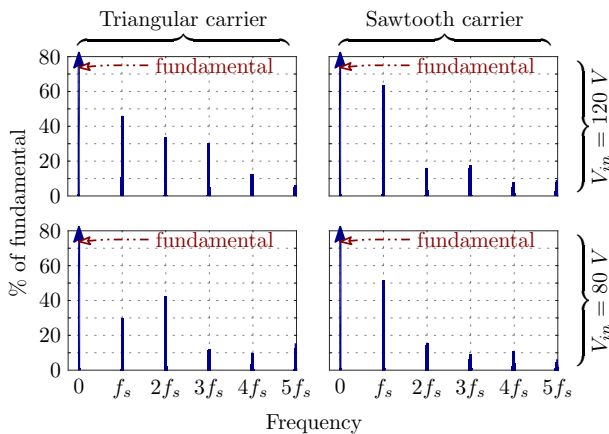 Triangular carrier
Sawtooth carrier
80
60
40
20
0
fundamental
fundamental
V_in = 120 V
80
60
40
20
0
fundamental
fundamental
V_in = 80 V
% of fundamental
0 f_s 2f_s 3f_s 4f_s 5f_s
0 f_s 2f_s 3f_s 4f_s 5f_s
Frequency